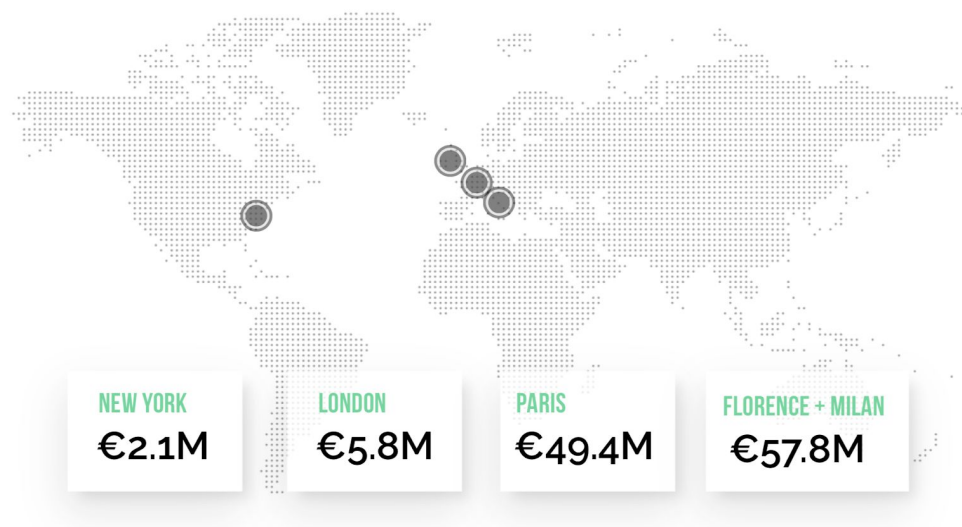 NEW YORK
€2.1M
LONDON
€5.8M
PARIS
€49.4M
FLORENCE + MILAN
€57.8M